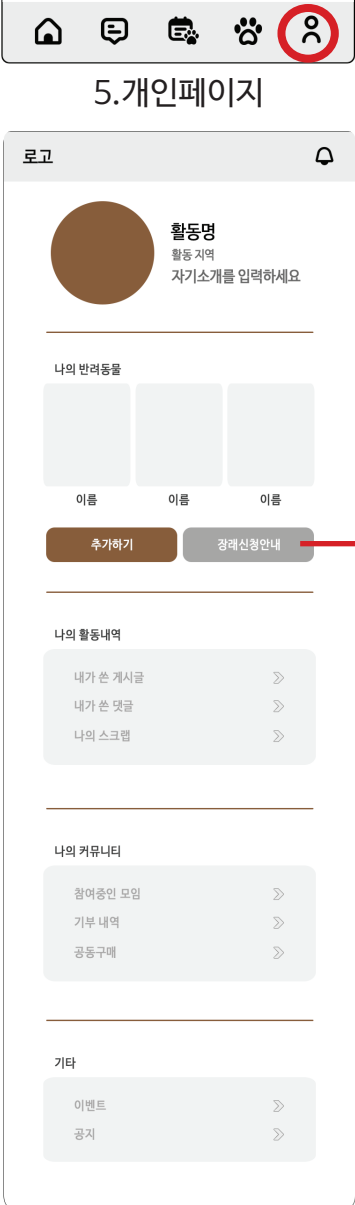 5.개인페이지
로고
활동명
활동 지역
자기소개를 입력하세요
나의 반려동물
이름 이름 이름
추가하기 장래신청안내
나의 활동내역
내가 쓴 게시글
내가 쓴 댓글
나의 스크랩
나의 커뮤니티
참여중인 모임
기부 내역
공동구매
기타
이벤트
공지